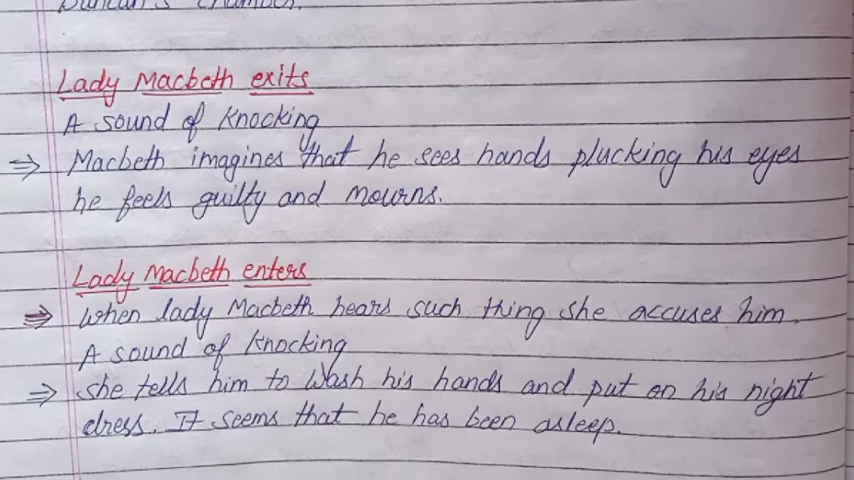 Duncan's chamber.
Lady Macbeth exits
A sound of knocking
⇒ Macbeth imagines that he sees hands plucking his eyes
he feels guilty and mourns.
Lady Macbeth enters
⇒ when lady Macbeth hears such thing she accuses him.
A sound of knocking
⇒ she tells him to wash his hands and put on his night
dress. It seems that he has been asleep.